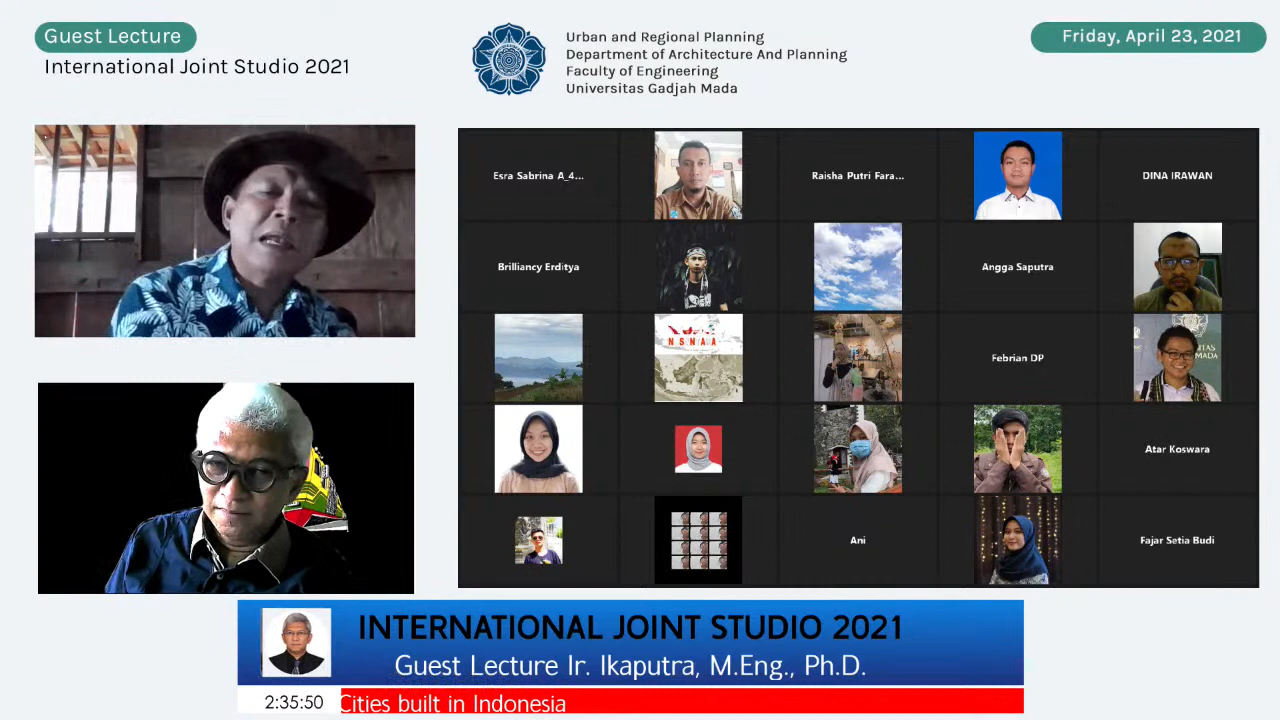 Guest Lecture
International Joint Studio 2021
Urban and Regional Planning
Department of Architecture And Planning
Faculty of Engineering
Universitas Gadjah Mada
Friday, April 23, 2021
Esra Sabrina A_4...
Raisha Putri Fara...
DINA IRAWAN
Brilliancy Erditya
Angga Saputra
NSNAA
Febrian DP
ITAS
MADA
Atar Koswara
Ani
Fajar Setia Budi
INTERNATIONAL JOINT STUDIO 2021
Guest Lecture Ir. Ikaputra, M.Eng., Ph.D.
2:35:50
Cities built in Indonesia